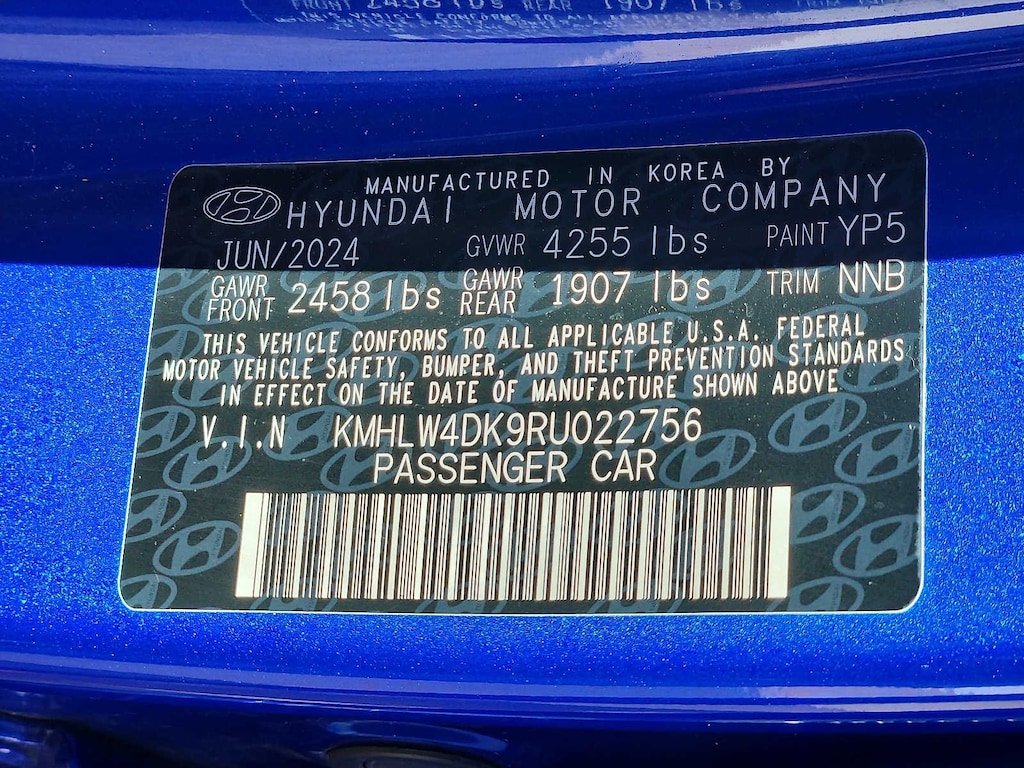 MANUFACTURED IN KOREA BY
HYUNDAI MOTOR COMPANY
JUN/2024 GVWR 4255 lbs PAINT YP5
GAWR FRONT 2458 lbs GAWR REAR 1907 lbs TRIM NNB
THIS VEHICLE CONFORMS TO ALL APPLICABLE U.S.A. FEDERAL
MOTOR VEHICLE SAFETY, BUMPER, AND THEFT PREVENTION STANDARDS
IN EFFECT ON THE DATE OF MANUFACTURE SHOWN ABOVE
V.I.N KMHLW4DK9RU022756
PASSENGER CAR